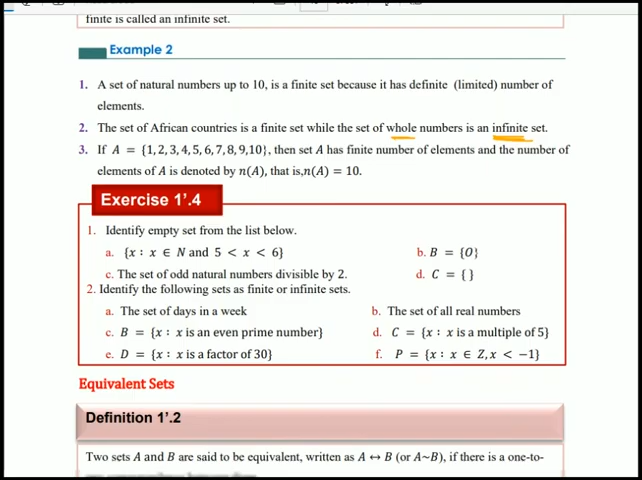 finite is called an infinite set.
Example 2
1. A set of natural numbers up to 10, is a finite set because it has definite (limited) number of
elements.
2. The set of African countries is a finite set while the set of whole numbers is an infinite set.
3. If A = {1, 2, 3, 4, 5, 6, 7, 8, 9, 10}, then set A has finite number of elements and the number of
elements of A is denoted by n(A), that is,n(A) = 10.
Exercise 1'.4
1. Identify empty set from the list below.
a. {x ∶ x ∈ N and 5 < x < 6} b. B = {O}
c. The set of odd natural numbers divisible by 2. d. C = { }
2. Identify the following sets as finite or infinite sets.
a. The set of days in a week b. The set of all real numbers
c. B = {x ∶ x is an even prime number} d. C = {x ∶ x is a multiple of 5}
e. D = {x ∶ x is a factor of 30} f. P = {x ∶ x ∈ Z, x < −1}
Equivalent Sets
Definition 1'.2
Two sets A and B are said to be equivalent, written as A ↔ B (or A~B), if there is a one-to-